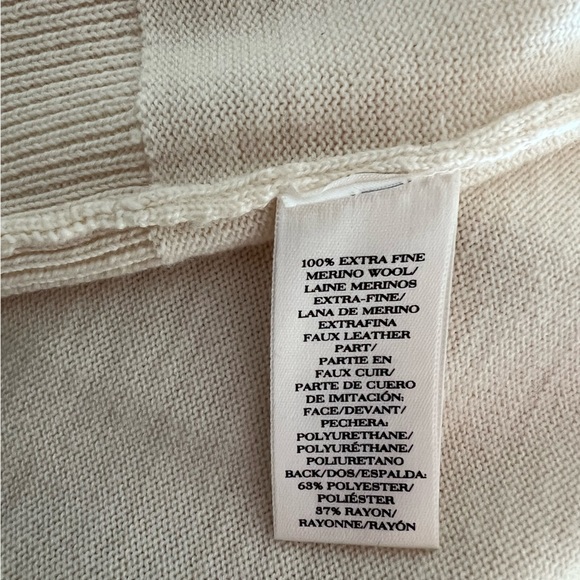 100% EXTRA FINE
MERINO WOOL/
LAINE MERINOS
EXTRA-FINE/
LANA DE MERINO
EXTRAFINA
FAUX LEATHER
PART/
PARTIE EN
FAUX CUIR/
PARTE DE CUERO
DE IMITACIÓN:
FACE/DEVANT/
PECHERA:
POLYURETHANE/
POLYURÉTHANE/
POLIURETANO
BACK/DOS/ESPALDA:
63% POLYESTER/
POLIÉSTER
37% RAYON/
RAYONNE/RAYÓN